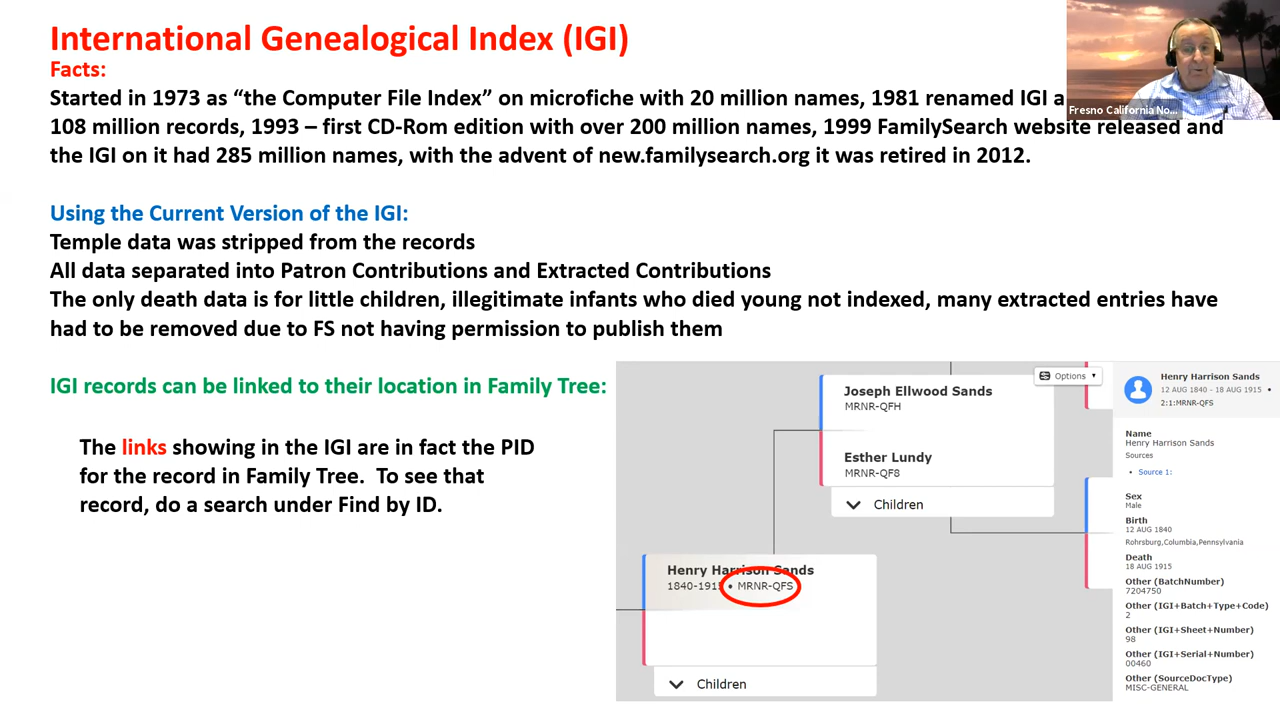 International Genealogical Index (IGI)
Facts:
Started in 1973 as “the Computer File Index” on microfiche with 20 million names, 1981 renamed IGI a
108 million records, 1993 – first CD-Rom edition with over 200 million names, 1999 FamilySearch website released and
the IGI on it had 285 million names, with the advent of new.familysearch.org it was retired in 2012.
Fresno California No...
Using the Current Version of the IGI:
Temple data was stripped from the records
All data separated into Patron Contributions and Extracted Contributions
The only death data is for little children, illegitimate infants who died young not indexed, many extracted entries have
had to be removed due to FS not having permission to publish them
IGI records can be linked to their location in Family Tree:
The links showing in the IGI are in fact the PID
for the record in Family Tree. To see that
record, do a search under Find by ID.
Options
Joseph Ellwood Sands
MRNR-QFH
Esther Lundy
MRNR-QF8
Children
Henry Harrison Sands
1840-1915 • MRNR-QFS
Children
Henry Harrison Sands
12 AUG 1840 - 18 AUG 1915 •
2:1:MRNR-QFS
Name
Henry Harrison Sands
Sources
• Source 1:
Sex
Male
Birth
12 AUG 1840
Rohrsburg,Columbia,Pennsylvania
Death
18 AUG 1915
Other (BatchNumber)
7204750
Other (IGI+Batch+Type+Code)
2
Other (IGI+Sheet+Number)
98
Other (IGI+Serial+Number)
00460
Other (SourceDocType)
MISC-GENERAL